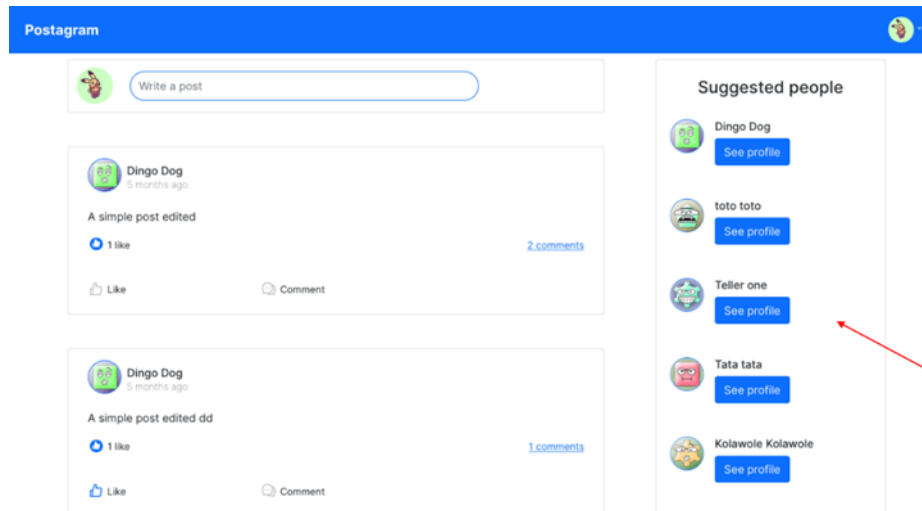 Postagram
Write a post
Dingo Dog
5 months ago
A simple post edited
1 like
2 comments
Like
Comment
Dingo Dog
5 months ago
A simple post edited dd
1 like
1 comments
Like
Comment
Suggested people
Dingo Dog
See profile
toto toto
See profile
Teller one
See profile
Tata tata
See profile
Kolawole Kolawole
See profile